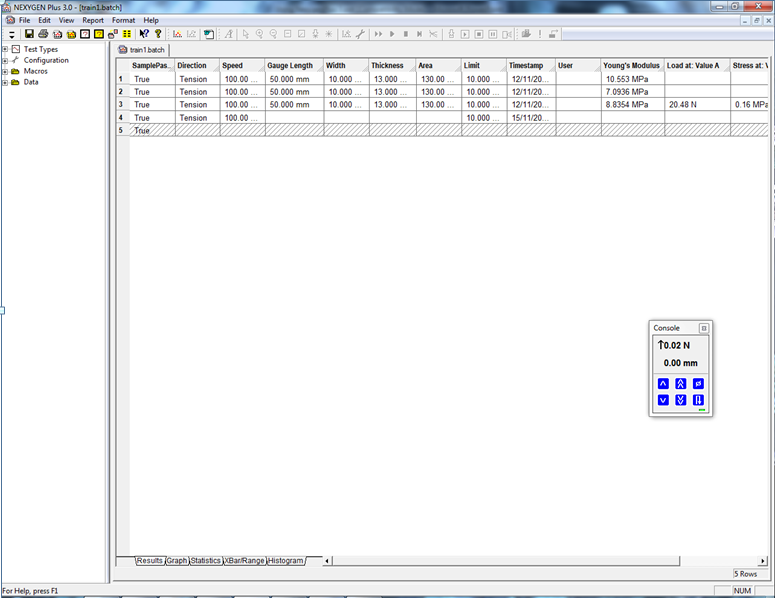 NEXYGEN Plus 3.0 - [train1.batch]
File Edit View Report Format Help
Test Types
Configuration
Macros
Data
train1.batch
SamplePas... Direction Speed Gauge Length Width Thickness Area Limit Timestamp User Young's Modulus Load at: Value A Stress at: V
1 True Tension 100.00 ... 50.000 mm 10.000 ... 13.000 ... 130.00 ... 10.000 ... 12/11/20... 10.553 MPa
2 True Tension 100.00 ... 50.000 mm 10.000 ... 13.000 ... 130.00 ... 10.000 ... 12/11/20... 7.0936 MPa
3 True Tension 100.00 ... 50.000 mm 10.000 ... 13.000 ... 130.00 ... 10.000 ... 12/11/20... 8.8354 MPa 20.48 N 0.16 MPa
4 True Tension 100.00 ... 10.000 ... 15/11/20...
5 True
Console
0.02 N
0.00 mm
Results Graph Statistics XBar/Range Histogram
5 Rows
For Help, press F1 NUM